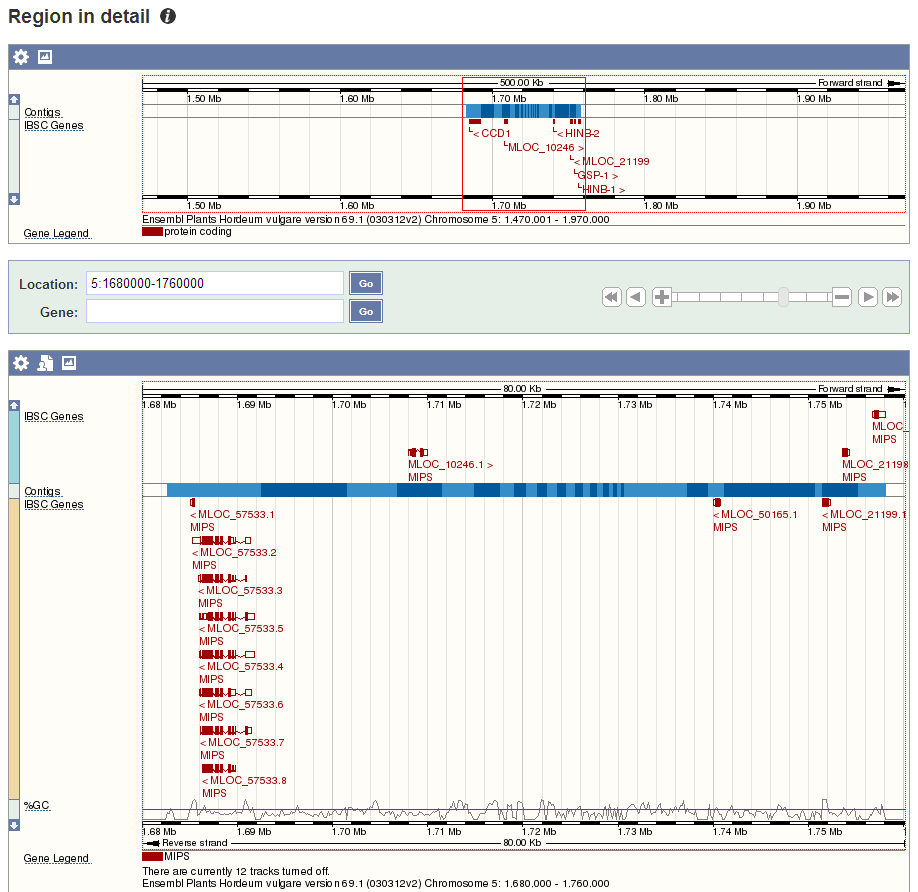 Region in detail i
500.00 Kb Forward strand
1.50 Mb 1.60 Mb 1.70 Mb 1.80 Mb 1.90 Mb
Contigs
IBSC Genes
< CCD1 < HINB-2
MLOC_10246 >
< MLOC_21199
GSP-1 >
HINB-1 >
1.50 Mb 1.60 Mb 1.70 Mb 1.80 Mb 1.90 Mb
Ensembl Plants Hordeum vulgare version 69.1 (030312v2) Chromosome 5: 1,470,001 - 1,970,000
Gene Legend protein coding
Location: 5:1680000-1760000 Go
Gene: Go
80.00 Kb Forward strand
1.68 Mb 1.69 Mb 1.70 Mb 1.71 Mb 1.72 Mb 1.73 Mb 1.74 Mb 1.75 Mb 1
IBSC Genes
MLOC_
MIPS
MLOC_10246.1 > MLOC_21198
MIPS MIPS
Contigs
IBSC Genes
< MLOC_57533.1 < MLOC_50165.1 < MLOC_21199.1
MIPS MIPS MIPS
< MLOC_57533.2
MIPS
< MLOC_57533.3
MIPS
< MLOC_57533.5
MIPS
< MLOC_57533.4
MIPS
< MLOC_57533.6
MIPS
< MLOC_57533.7
MIPS
< MLOC_57533.8
MIPS
%GC
1.68 Mb 1.69 Mb 1.70 Mb 1.71 Mb 1.72 Mb 1.73 Mb 1.74 Mb 1.75 Mb 1
Reverse strand 80.00 Kb
Gene Legend MIPS
There are currently 12 tracks turned off.
Ensembl Plants Hordeum vulgare version 69.1 (030312v2) Chromosome 5: 1,680,000 - 1,760,000